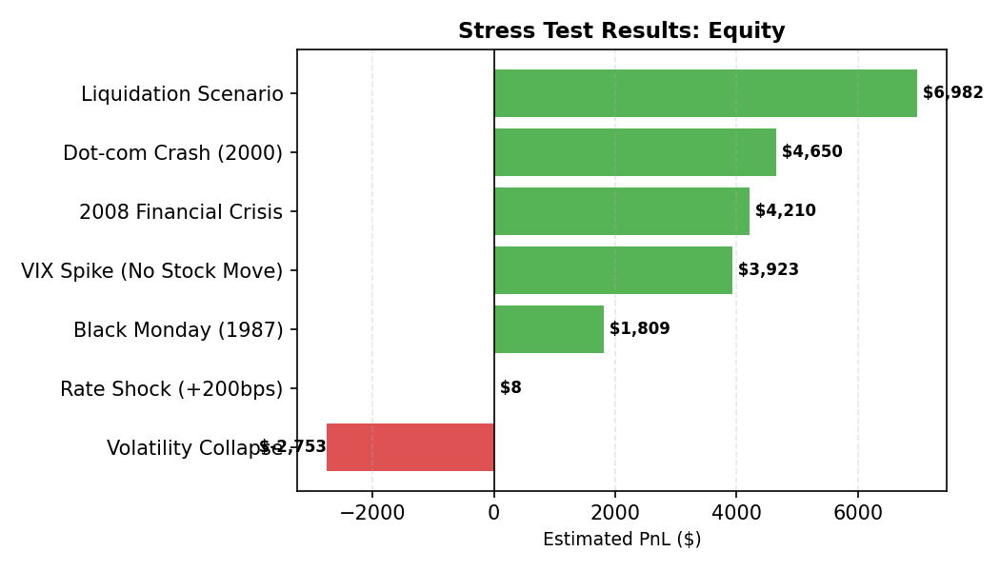 Stress Test Results: Equity
Liquidation Scenario $6,982
Dot-com Crash (2000) $4,650
2008 Financial Crisis $4,210
VIX Spike (No Stock Move) $3,923
Black Monday (1987) $1,809
Rate Shock (+200bps) $8
Volatility Collapse $-2,753
−2000 0 2000 4000 6000
Estimated PnL ($)